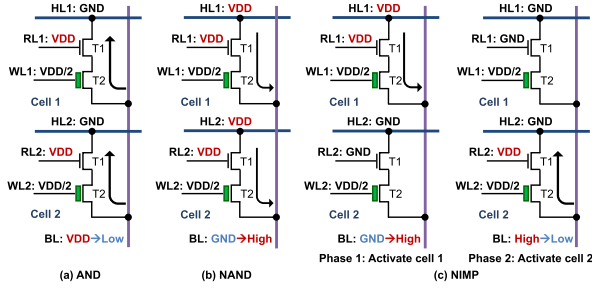 HL1: GND
RL1: VDD
T1
WL1: VDD/2
T2
Cell 1
HL2: GND
RL2: VDD
T1
WL2: VDD/2
T2
Cell 2
BL: VDD→Low
(a) AND
HL1: VDD
RL1: VDD
T1
WL1: VDD/2
T2
Cell 1
HL2: VDD
RL2: VDD
T1
WL2: VDD/2
T2
Cell 2
BL: GND→High
(b) NAND
HL1: VDD
RL1: VDD
T1
WL1: VDD/2
T2
Cell 1
HL2: GND
RL2: GND
T1
WL2: VDD/2
T2
Cell 2
BL: GND→High
Phase 1: Activate cell 1
HL1: GND
RL1: GND
T1
WL1: VDD/2
T2
Cell 1
HL2: GND
RL2: VDD
T1
WL2: VDD/2
T2
Cell 2
BL: High→Low
Phase 2: Activate cell 2
(c) NIMP